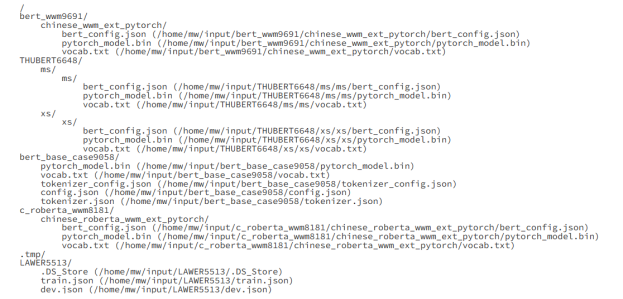 /
bert_wwm9691/
chinese_wwm_ext_pytorch/
bert_config.json (/home/mw/input/bert_wwm9691/chinese_wwm_ext_pytorch/bert_config.json)
pytorch_model.bin (/home/mw/input/bert_wwm9691/chinese_wwm_ext_pytorch/pytorch_model.bin)
vocab.txt (/home/mw/input/bert_wwm9691/chinese_wwm_ext_pytorch/vocab.txt)
THUBERT6648/
ms/
ms/
bert_config.json (/home/mw/input/THUBERT6648/ms/ms/bert_config.json)
pytorch_model.bin (/home/mw/input/THUBERT6648/ms/ms/pytorch_model.bin)
vocab.txt (/home/mw/input/THUBERT6648/ms/ms/vocab.txt)
xs/
xs/
bert_config.json (/home/mw/input/THUBERT6648/xs/xs/bert_config.json)
pytorch_model.bin (/home/mw/input/THUBERT6648/xs/xs/pytorch_model.bin)
vocab.txt (/home/mw/input/THUBERT6648/xs/xs/vocab.txt)
bert_base_case9058/
pytorch_model.bin (/home/mw/input/bert_base_case9058/pytorch_model.bin)
vocab.txt (/home/mw/input/bert_base_case9058/vocab.txt)
tokenizer_config.json (/home/mw/input/bert_base_case9058/tokenizer_config.json)
config.json (/home/mw/input/bert_base_case9058/config.json)
tokenizer.json (/home/mw/input/bert_base_case9058/tokenizer.json)
c_roberta_wwm8181/
chinese_roberta_wwm_ext_pytorch/
bert_config.json (/home/mw/input/c_roberta_wwm8181/chinese_roberta_wwm_ext_pytorch/bert_config.json)
pytorch_model.bin (/home/mw/input/c_roberta_wwm8181/chinese_roberta_wwm_ext_pytorch/pytorch_model.bin)
vocab.txt (/home/mw/input/c_roberta_wwm8181/chinese_roberta_wwm_ext_pytorch/vocab.txt)
.tmp/
LAWER5513/
.DS_Store (/home/mw/input/LAWER5513/.DS_Store)
train.json (/home/mw/input/LAWER5513/train.json)
dev.json (/home/mw/input/LAWER5513/dev.json)